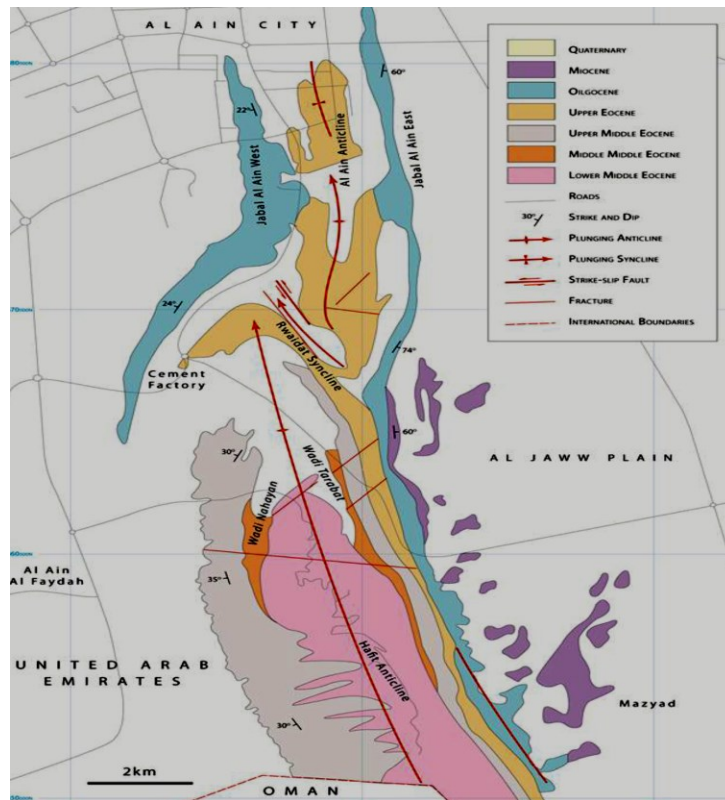 AL AIN CITY
QUATERNARY
MIOCENE
OILGOCENE
UPPER EOCENE
UPPER MIDDLE EOCENE
MIDDLE MIDDLE EOCENE
LOWER MIDDLE EOCENE
ROADS
30° STRIKE AND DIP
PLUNGING ANTICLINE
PLUNGING SYNCLINE
STRIKE-SLIP FAULT
FRACTURE
INTERNATIONAL BOUNDARIES
60°
22°
Al Ain Anticline
Jabal Al Ain West
Jabal Al Ain East
24°
Rwaidat Syncline
74°
Cement
Factory
60°
AL JAWW PLAIN
30°
Wadi Tarabat
Wadi Nahayan
Al Ain
Al Faydah
35°
Hafit Anticline
UNITED ARAB
EMIRATES
Mazyad
30°
2km
OMAN